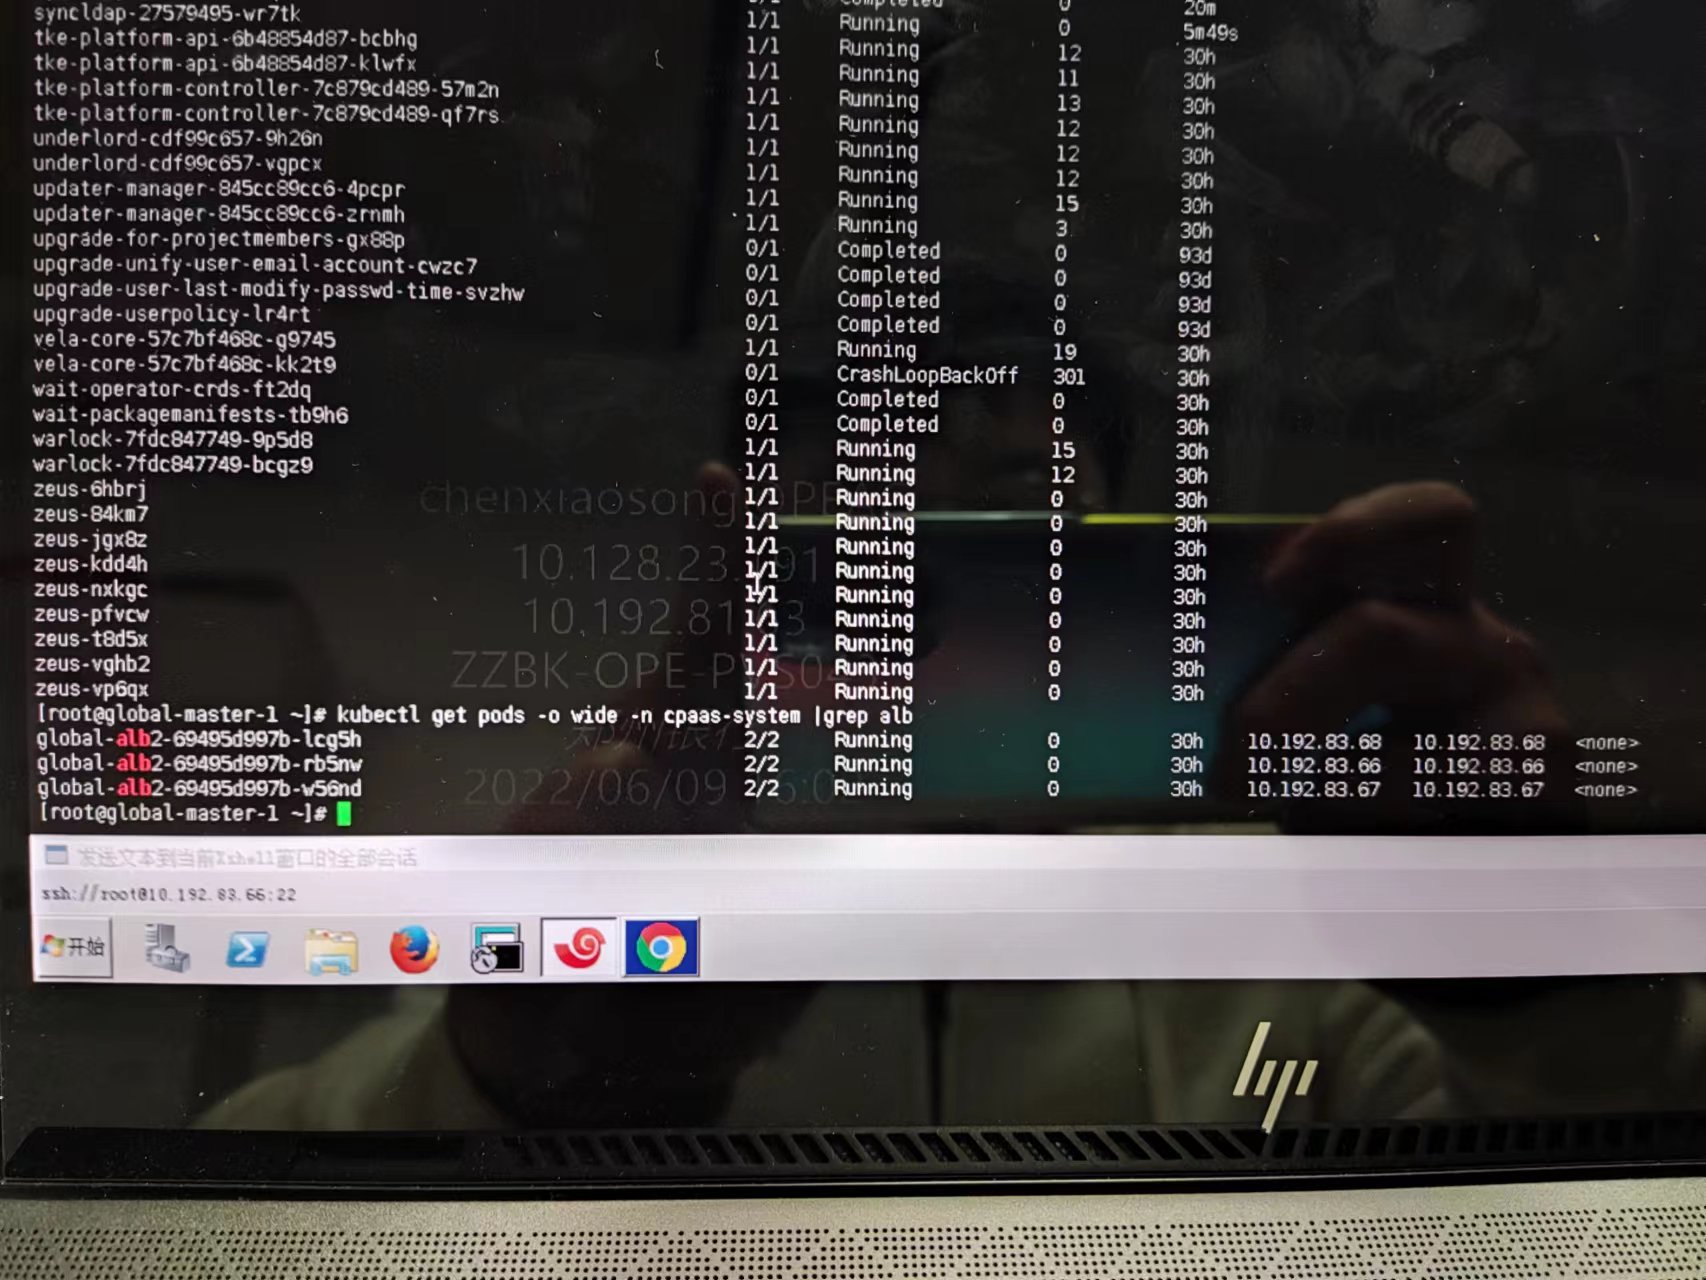 Completed 0 20m
syncldap-27579495-wr7tk 1/1 Running 0 5m49s
tke-platform-api-6b48854d87-bcbhg 1/1 Running 12 30h
tke-platform-api-6b48854d87-klwfx 1/1 Running 11 30h
tke-platform-controller-7c879cd489-57m2n 1/1 Running 13 30h
tke-platform-controller-7c879cd489-qf7rs 1/1 Running 12 30h
underlord-cdf99c657-9h26n 1/1 Running 12 30h
underlord-cdf99c657-vgpcx 1/1 Running 12 30h
updater-manager-845cc89cc6-4pcpr 1/1 Running 15 30h
updater-manager-845cc89cc6-zrnmh 1/1 Running 3 30h
upgrade-for-projectmembers-gx88p 0/1 Completed 0 93d
upgrade-unify-user-email-account-cwzc7 0/1 Completed 0 93d
upgrade-user-last-modify-passwd-time-svzhw 0/1 Completed 0 93d
upgrade-userpolicy-lr4rt 0/1 Completed 0 93d
vela-core-57c7bf468c-g9745 1/1 Running 19 30h
vela-core-57c7bf468c-kk2t9 0/1 CrashLoopBackOff 301 30h
wait-operator-crds-ft2dq 0/1 Completed 0 30h
wait-packagemanifests-tb9h6 0/1 Completed 0 30h
warlock-7fdc847749-9p5d8 1/1 Running 15 30h
warlock-7fdc847749-bcgz9 1/1 Running 12 30h
zeus-6hbrj 1/1 Running 0 30h
zeus-84km7 1/1 Running 0 30h
zeus-jgx8z 1/1 Running 0 30h
zeus-kdd4h 1/1 Running 0 30h
zeus-nxkgc 1/1 Running 0 30h
zeus-pfvcw 1/1 Running 0 30h
zeus-t8d5x 1/1 Running 0 30h
zeus-vghb2 1/1 Running 0 30h
zeus-vp6qx 1/1 Running 0 30h
[root@global-master-1 ~]# kubectl get pods -o wide -n cpaas-system |grep alb
global-alb2-69495d997b-lcg5h 2/2 Running 0 30h 10.192.83.68 10.192.83.68 <none>
global-alb2-69495d997b-rb5nw 2/2 Running 0 30h 10.192.83.66 10.192.83.66 <none>
global-alb2-69495d997b-w56nd 2/2 Running 0 30h 10.192.83.67 10.192.83.67 <none>
[root@global-master-1 ~]#
chenxiaosong
10.128.23.
10.192.81
ZZBK-OPE-P
2022/06/09
发送文本到当前Xshell窗口的全部会话
ssh://root@10.192.83.66:22
开始
hp